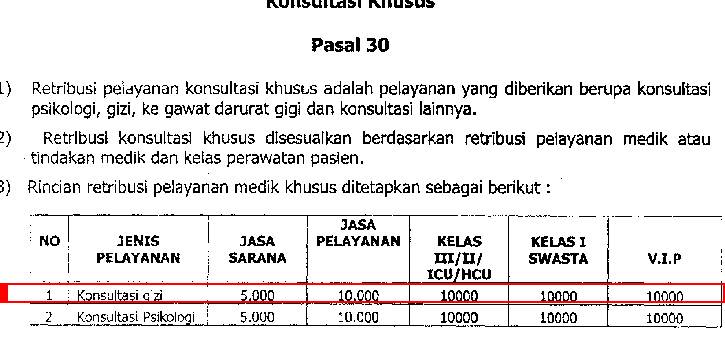 Konsultasi Khusus
Pasal 30
1) Retribusi pelayanan konsultasi khusus adalah pelayanan yang diberikan berupa konsultasi
psikologi, gizi, ke gawat darurat gigi dan konsultasi lainnya.
2) Retribusi konsultasi khusus disesuaikan berdasarkan retribusi pelayanan medik atau
tindakan medik dan kelas perawatan pasien.
3) Rincian retribusi pelayanan medik khusus ditetapkan sebagai berikut :
NO JENIS PELAYANAN JASA SARANA JASA PELAYANAN KELAS III/II/ ICU/HCU KELAS I SWASTA V.I.P
1 Konsultasi gizi 5.000 10.000 10000 10000 10000
2 Konsultasi Psikologi 5.000 10.000 10000 10000 10000